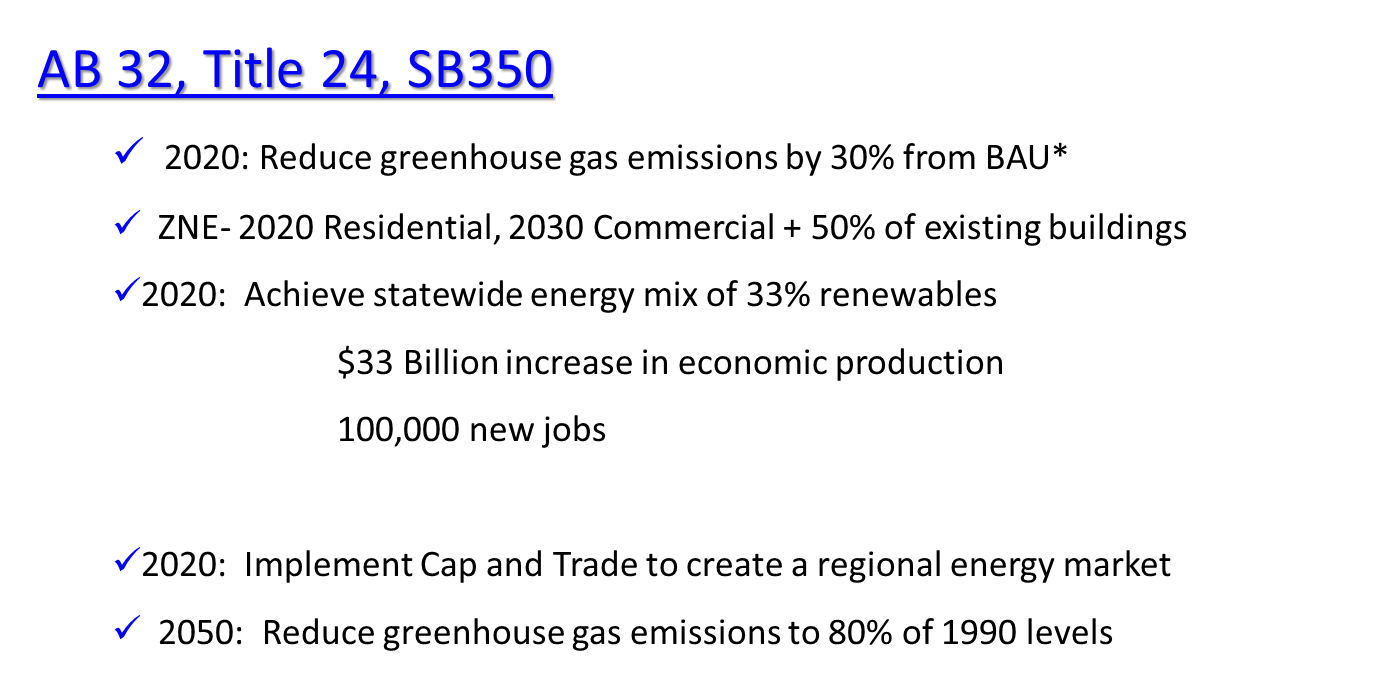 AB 32, Title 24, SB350
✓ 2020: Reduce greenhouse gas emissions by 30% from BAU*
✓ ZNE- 2020 Residential, 2030 Commercial + 50% of existing buildings
✓2020: Achieve statewide energy mix of 33% renewables
$33 Billion increase in economic production
100,000 new jobs
✓2020: Implement Cap and Trade to create a regional energy market
✓ 2050: Reduce greenhouse gas emissions to 80% of 1990 levels